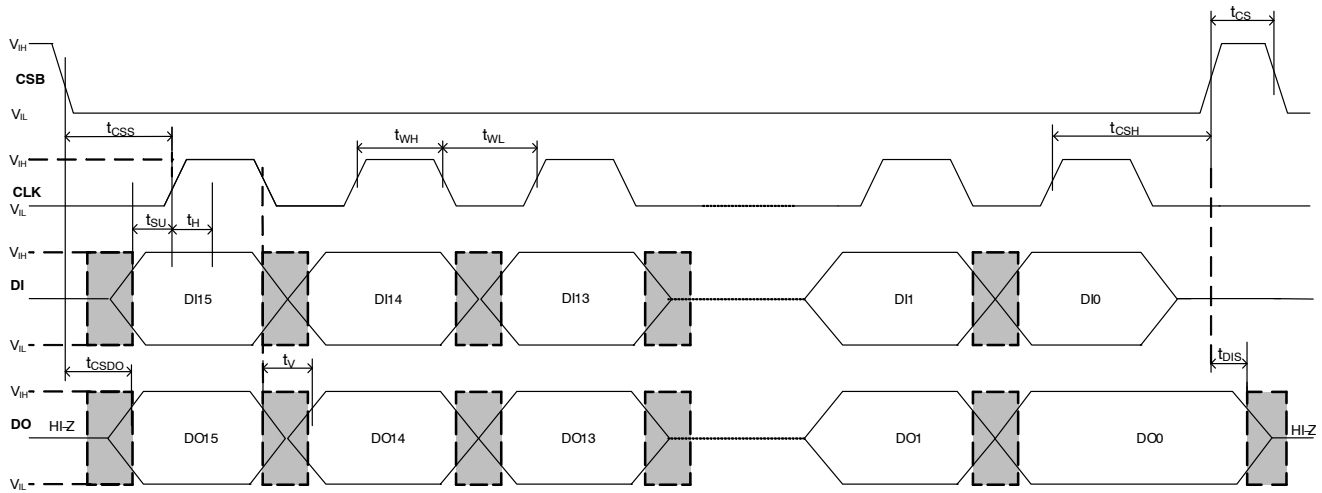 tCS
VIH
CSB
VIL
tCSS
tWH
tWL
tCSH
VIH
CLK
VIL
tSU
tH
VIH
DI
DI15
DI14
DI13
DI1
DI0
VIL
tCSDO
tV
tDIS
VIH
DO
HI-Z
DO15
DO14
DO13
DO1
DO0
HI-Z
VIL